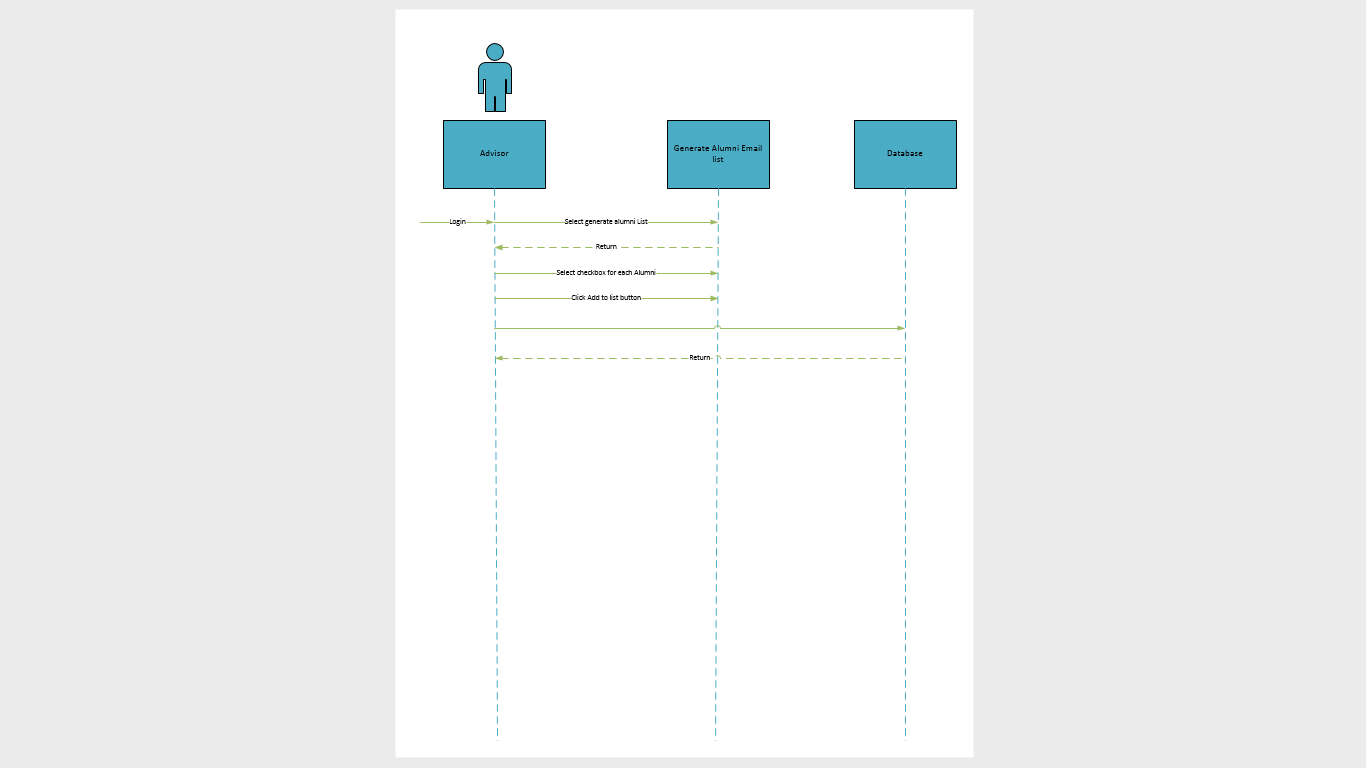 Advisor
Generate Alumni Email
list
Database
Login
Select generate alumni List
Return
Select checkbox for each Alumni
Click Add to list button
Return